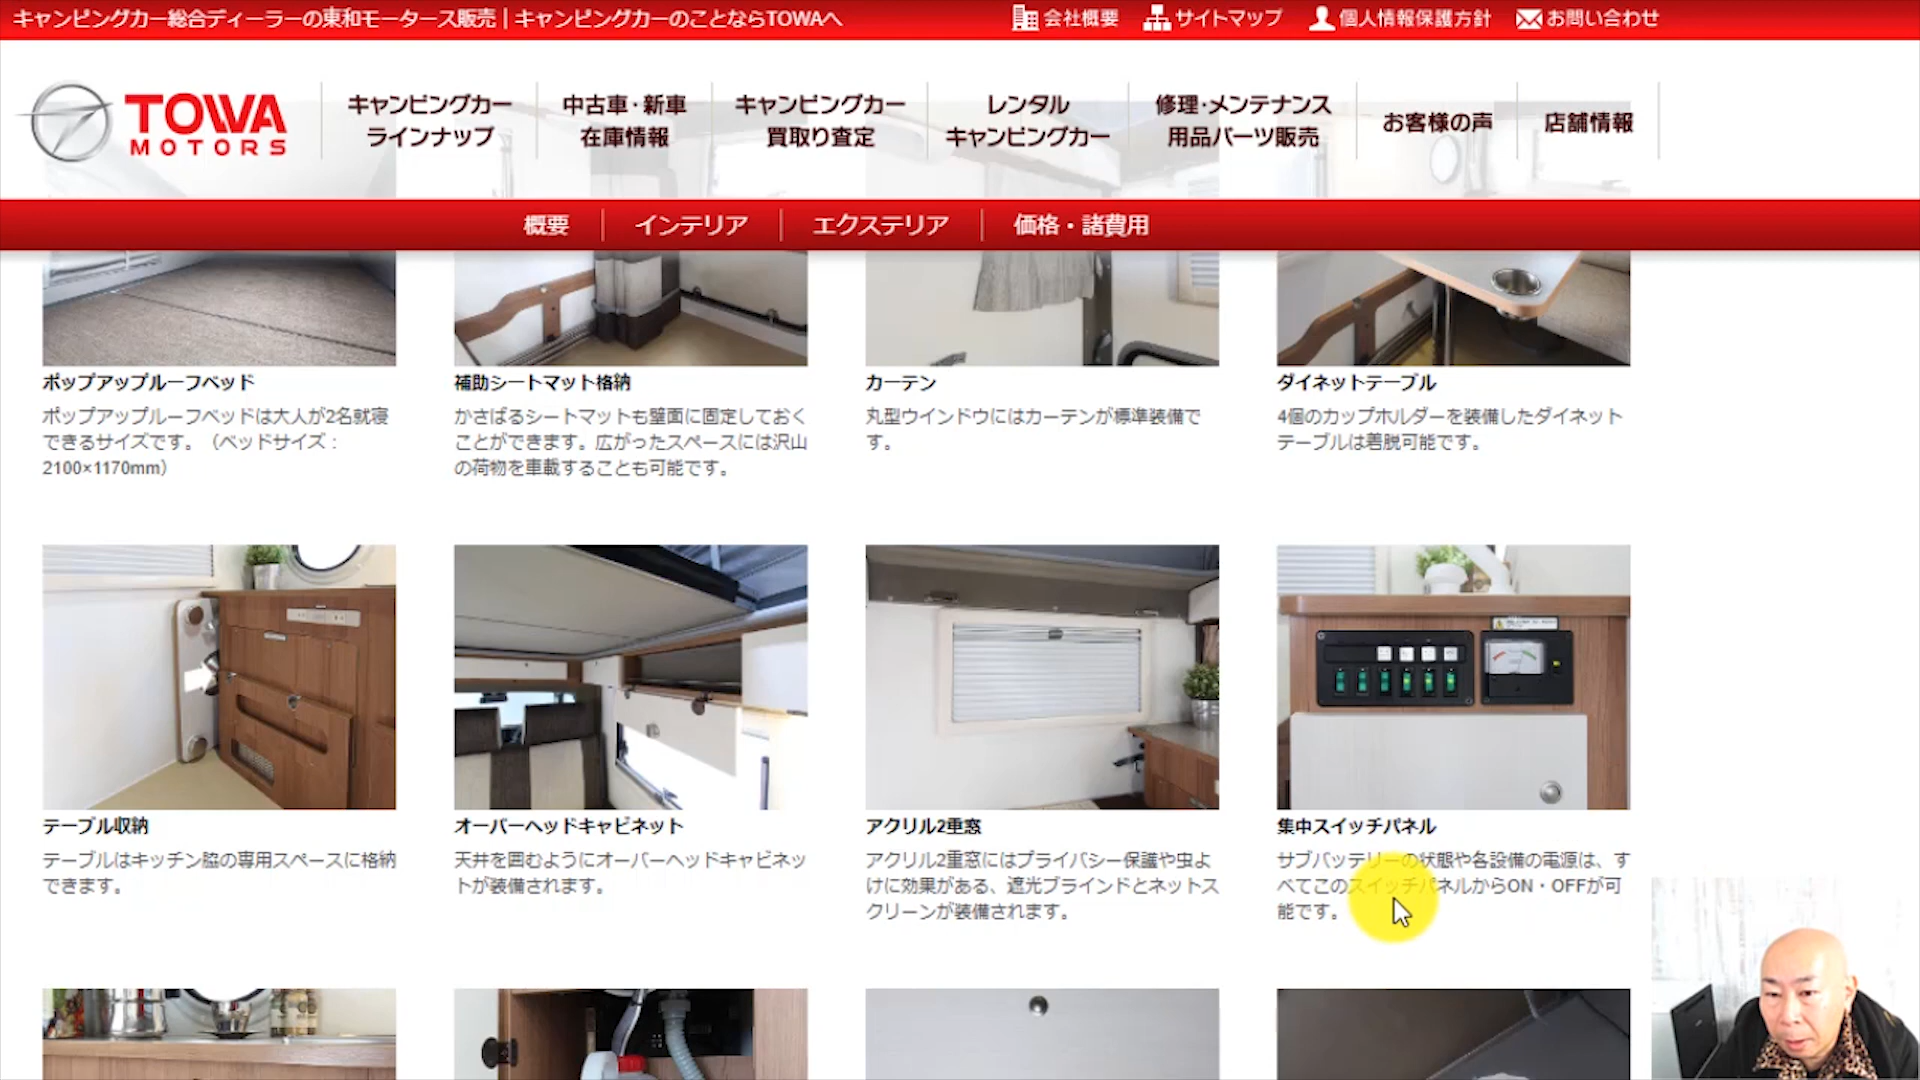 キャンピングカー総合ディーラーの東和モータース販売 | キャンピングカーのことならTOWAへ
会社概要
サイトマップ
個人情報保護方針
お問い合わせ
TOWA
MOTORS
キャンピングカー
ラインナップ
中古車・新車
在庫情報
キャンピングカー
買取り査定
レンタル
キャンピングカー
修理・メンテナンス
用品パーツ販売
お客様の声
店舗情報
概要
インテリア
エクステリア
価格・諸費用
ポップアップルーフベッド
ポップアップルーフベッドは大人が2名就寝
できるサイズです。（ベッドサイズ：
2100×1170mm）
補助シートマット格納
かさばるシートマットも壁面に固定しておく
ことができます。広がったスペースには沢山
の荷物を車載することも可能です。
カーテン
丸型ウインドウにはカーテンが標準装備で
す。
ダイネットテーブル
4個のカップホルダーを装備したダイネット
テーブルは着脱可能です。
テーブル収納
テーブルはキッチン脇の専用スペースに格納
できます。
オーバーヘッドキャビネット
天井を囲むようにオーバーヘッドキャビネッ
トが装備されます。
アクリル2重窓
アクリル2重窓にはプライバシー保護や虫よ
けに効果がある、遮光ブラインドとネットス
クリーンが装備されます。
集中スイッチパネル
サブバッテリーの状態や各設備の電源は、す
べてこのスイッチパネルからON・OFFが可
能です。